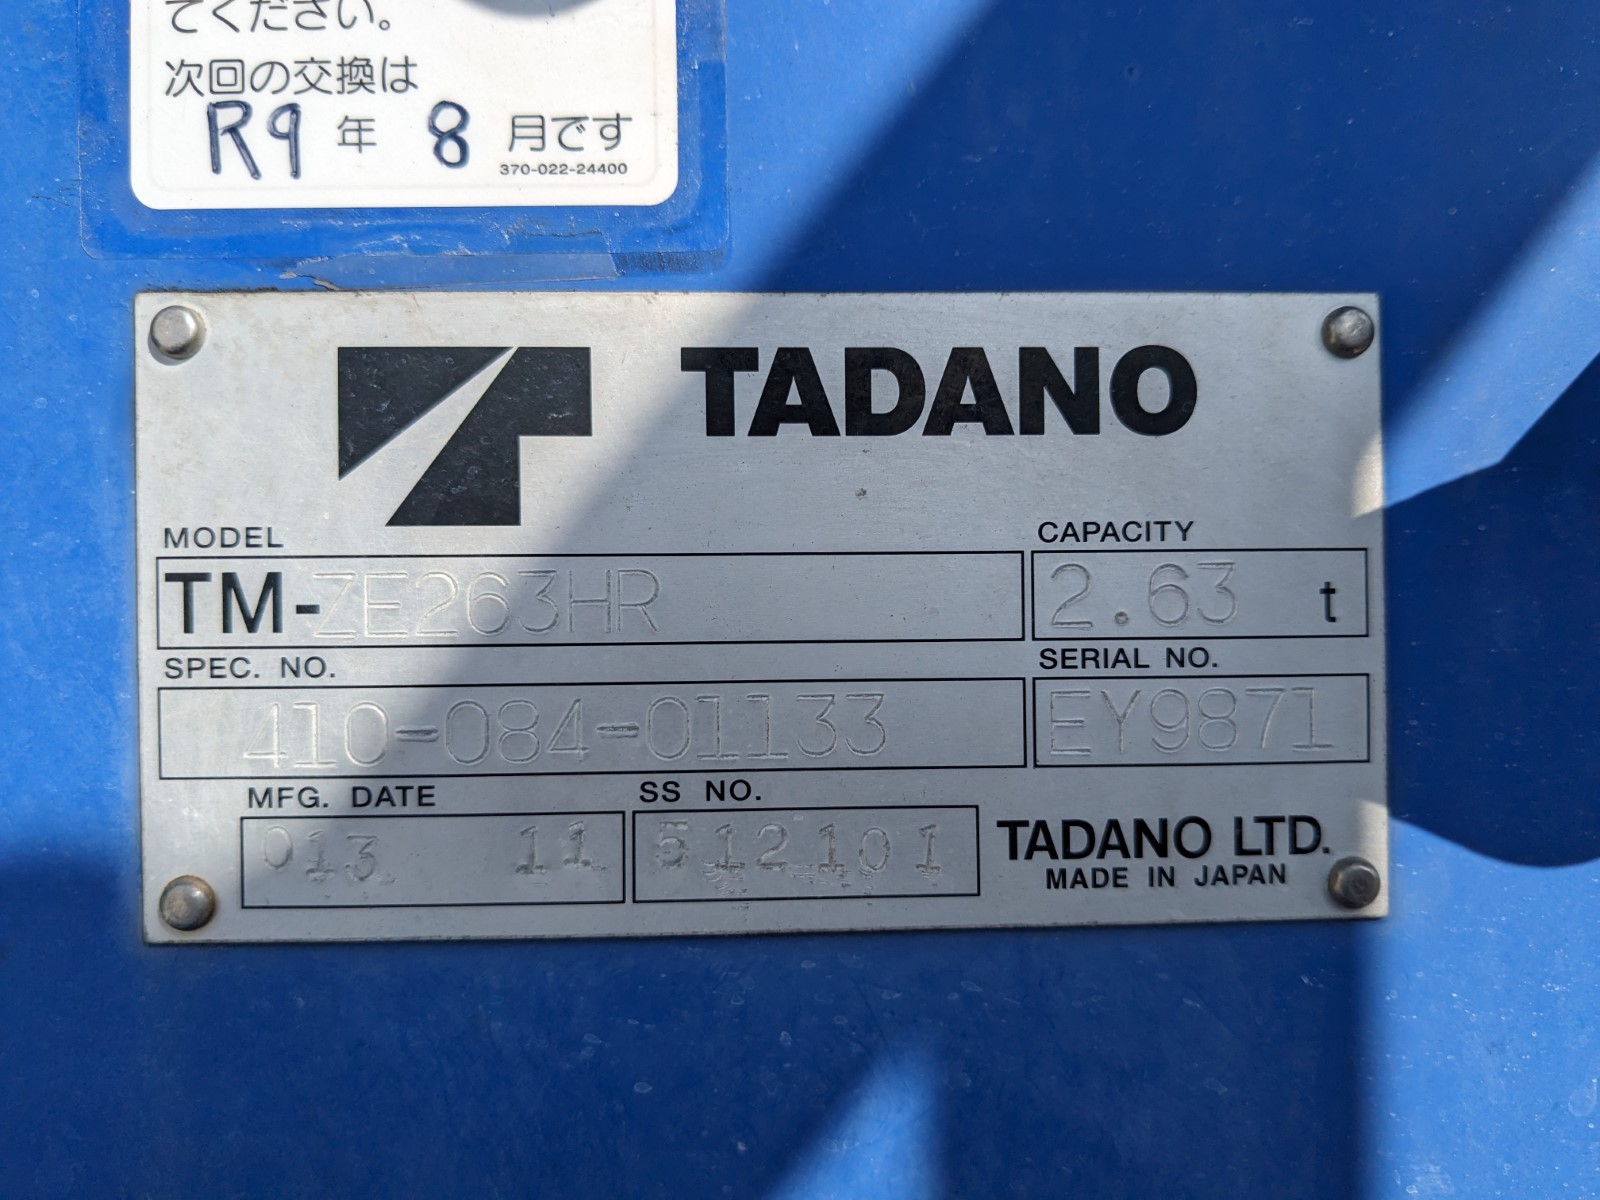 てください。
次回の交換は
R9年 8月です
370-022-24400
TADANO
MODEL
TM-ZE263HR
CAPACITY
2.63 t
SPEC. NO.
410-084-01133
SERIAL NO.
EY9871
MFG. DATE
013 11
SS NO.
512101
TADANO LTD.
MADE IN JAPAN